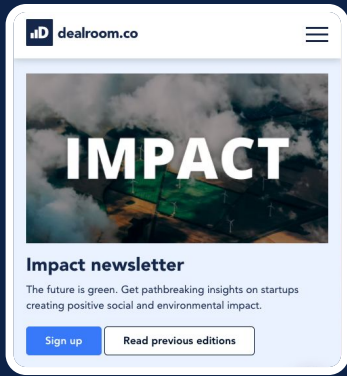 dealroom.co
IMPACT
Impact newsletter
The future is green. Get pathbreaking insights on startups
creating positive social and environmental impact.
Sign up
Read previous editions